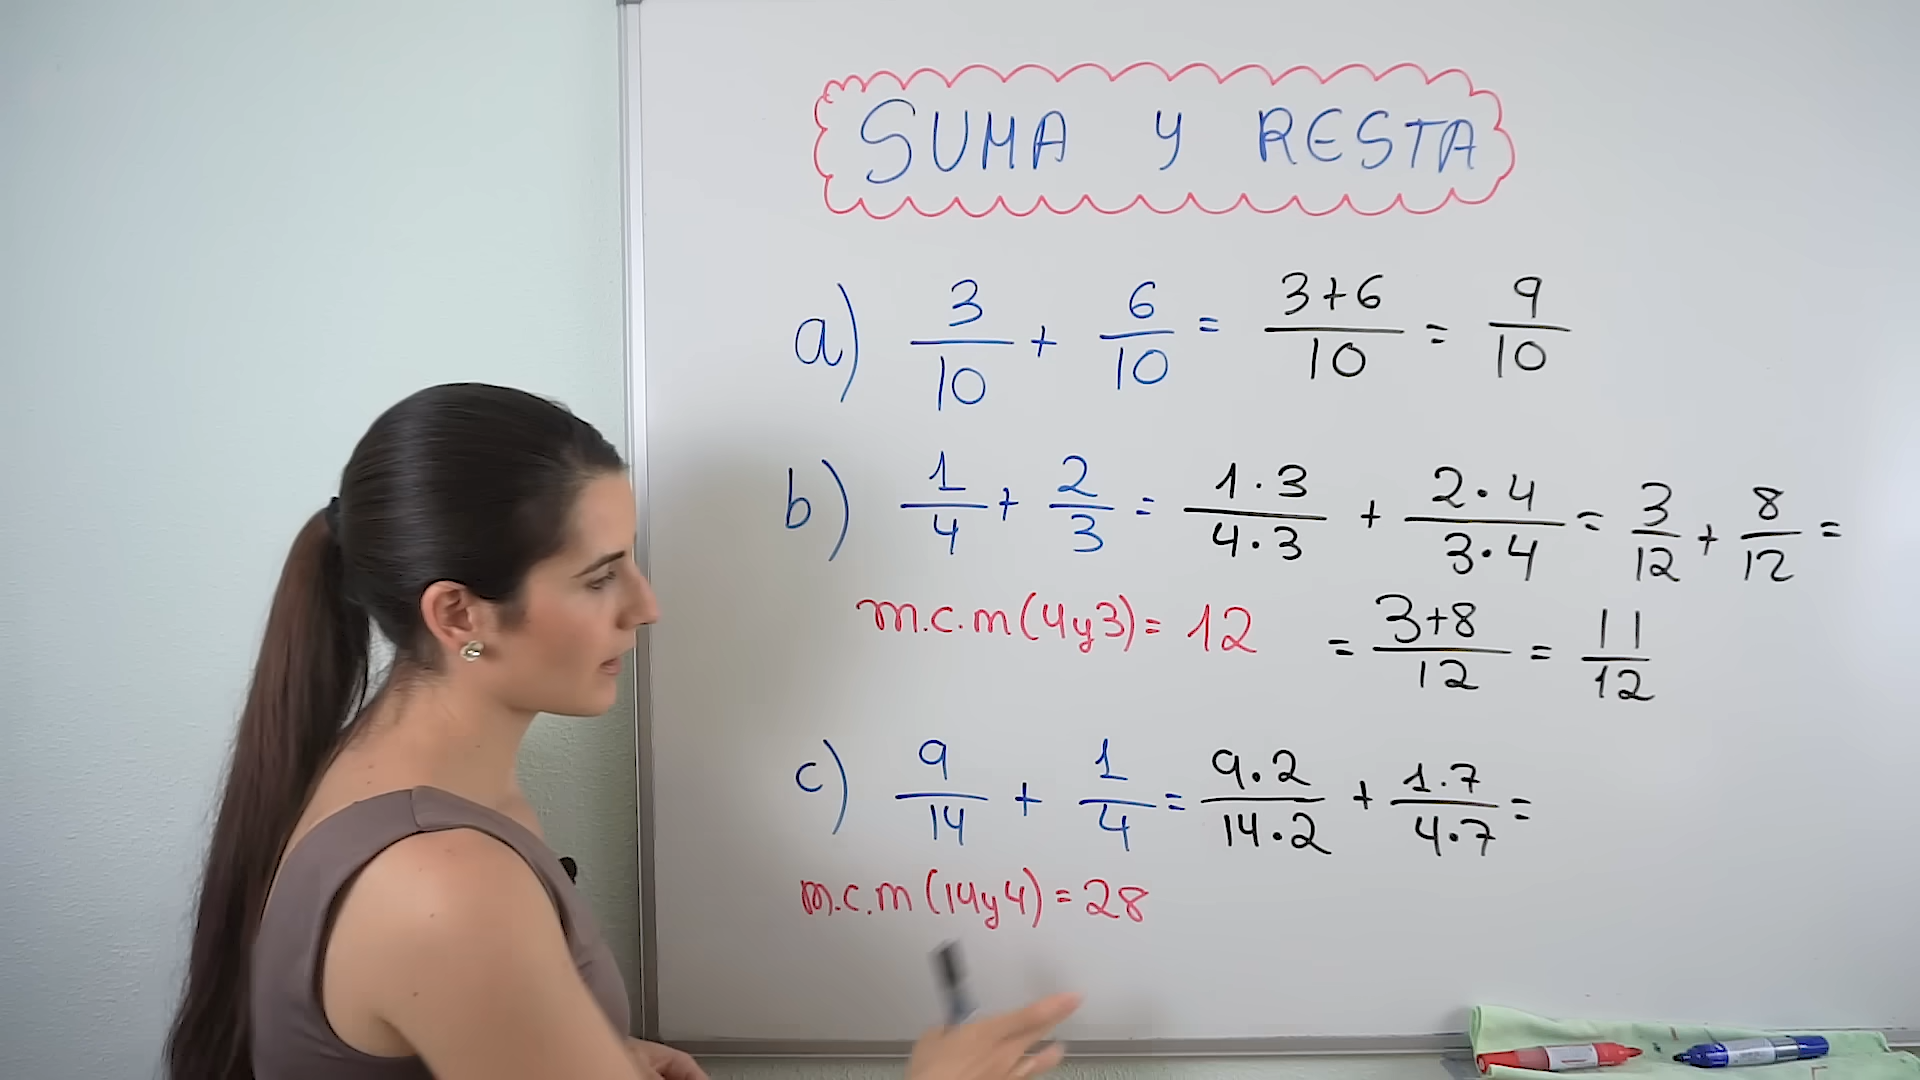 SUMA Y RESTA
a) 3/10 + 6/10 = 3+6/10 = 9/10
b) 1/4 + 2/3 = 1·3/4·3 + 2·4/3·4 = 3/12 + 8/12 =
m.c.m (4y3) = 12 = 3+8/12 = 11/12
c) 9/14 + 1/4 = 9·2/14·2 + 1·7/4·7 =
m.c.m (14y4) = 28